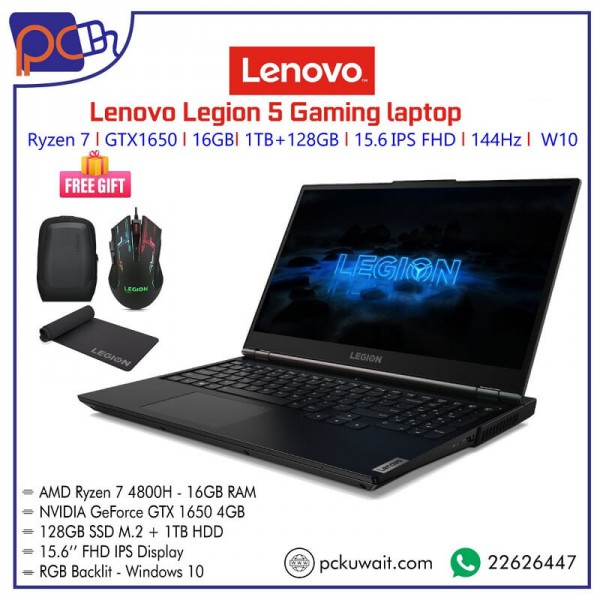 pc Kw
Lenovo™
Lenovo Legion 5 Gaming laptop
Ryzen 7 | GTX1650 | 16GB| 1TB+128GB | 15.6 IPS FHD | 144Hz | W10
FREE GIFT
LEGION
LEGION
LEGION
LEGION
Lenovo
= AMD Ryzen 7 4800H - 16GB RAM
= NVIDIA GeForce GTX 1650 4GB
= 128GB SSD M.2 + 1TB HDD
= 15.6’’ FHD IPS Display
= RGB Backlit - Windows 10
pckuwait.com
22626447